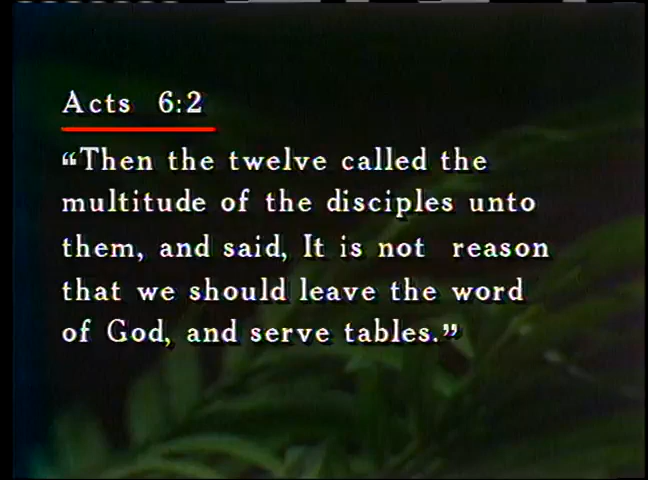 Acts 6:2
“Then the twelve called the
multitude of the disciples unto
them, and said, It is not reason
that we should leave the word
of God, and serve tables.”